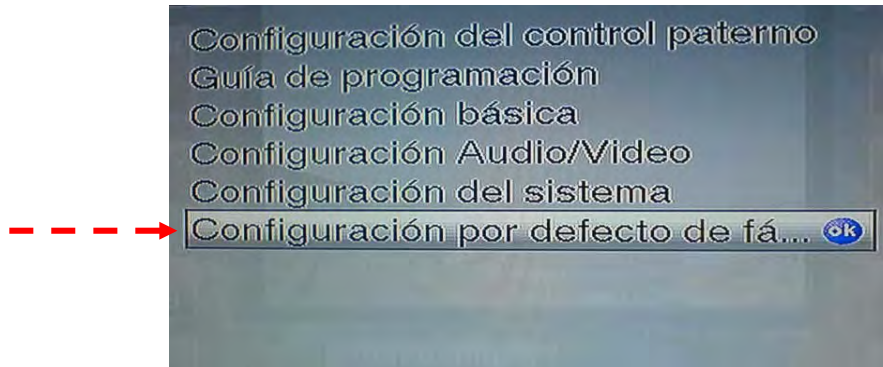 Configuración del control paterno
Guía de programación
Configuración básica
Configuración Audio/Video
Configuración del sistema
Configuración por defecto de fá... ok